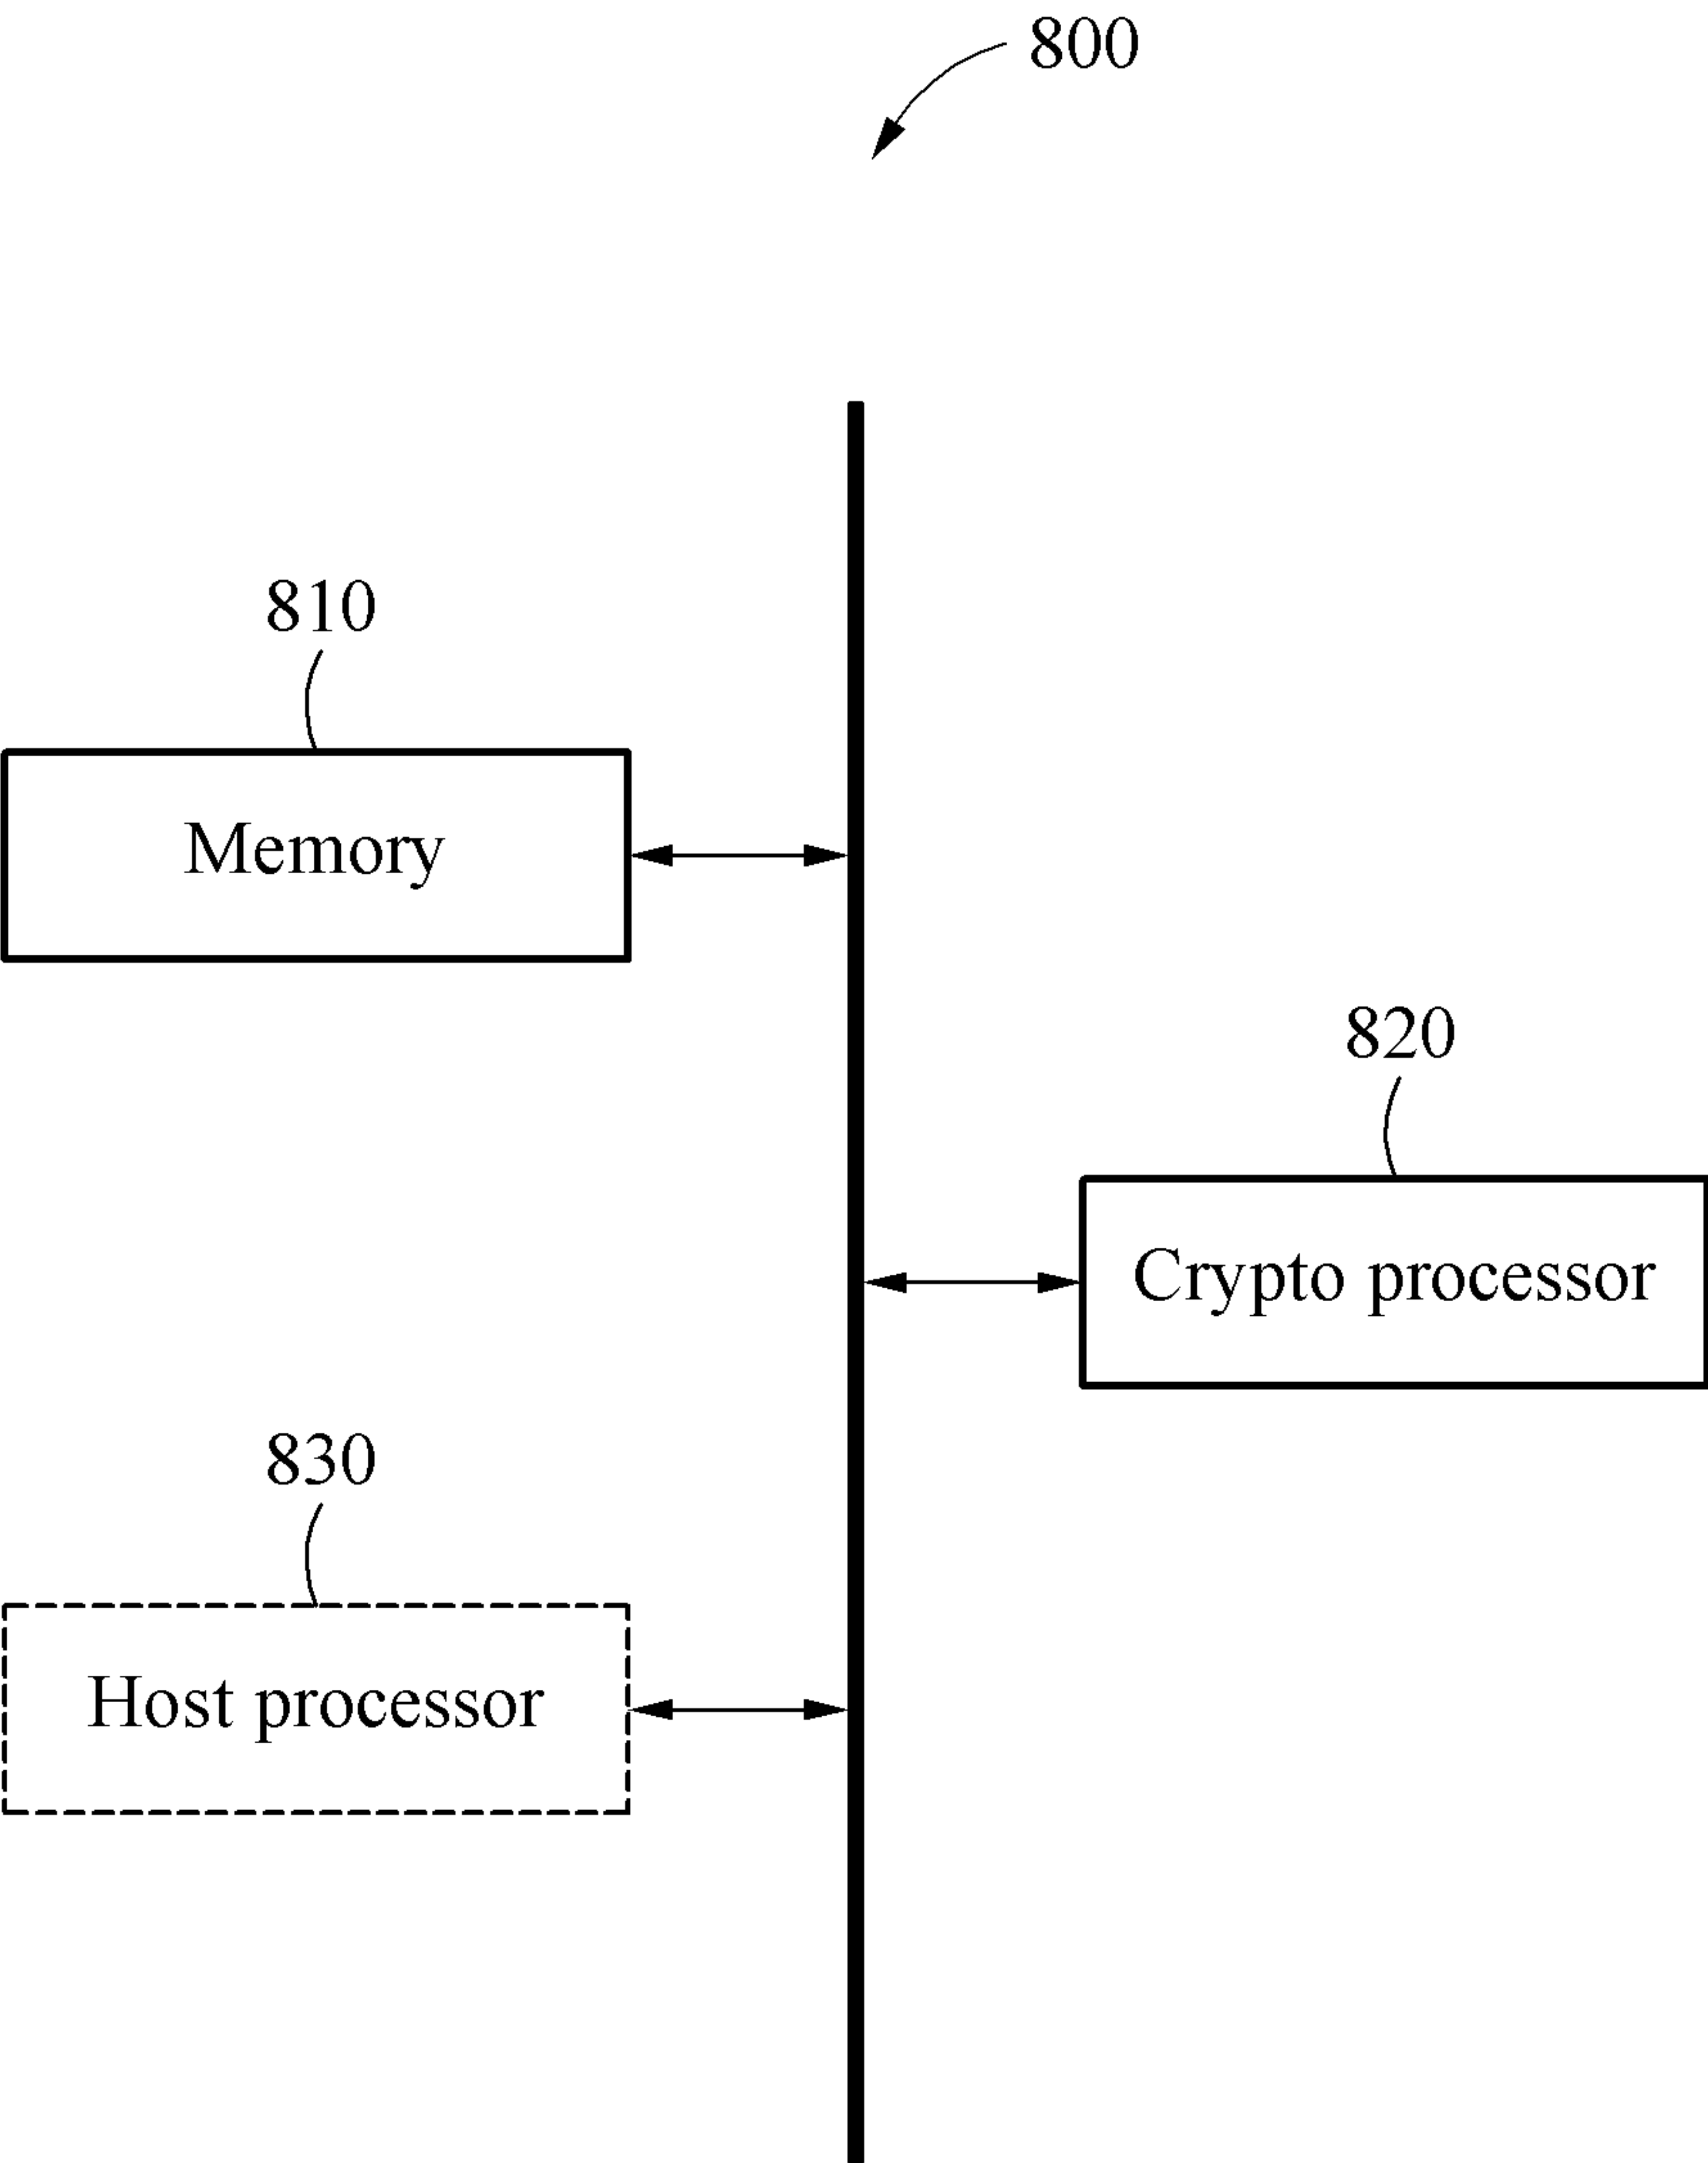 800
810
Memory
820
Crypto processor
830
Host processor